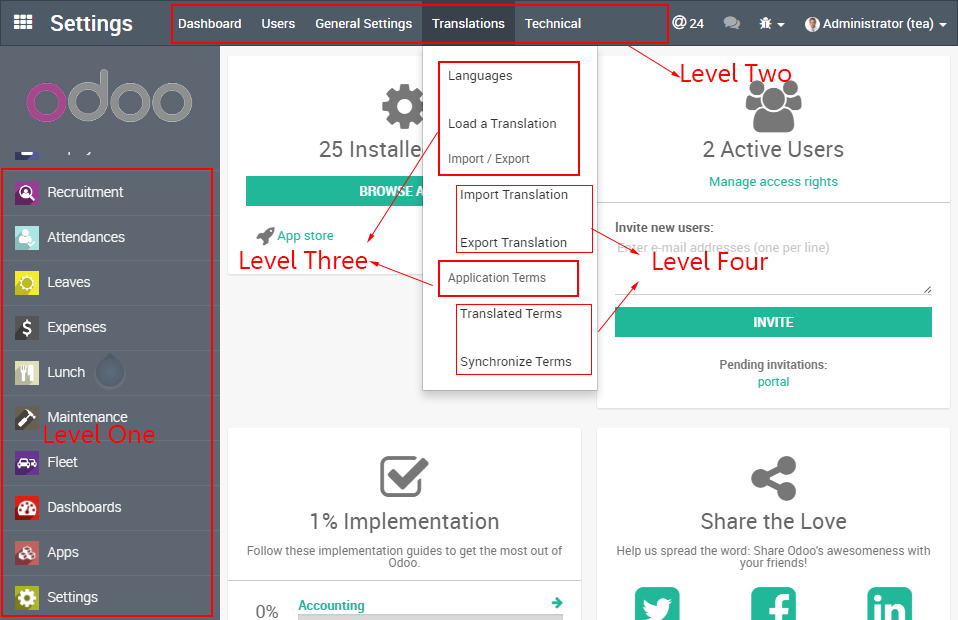 Settings
Dashboard Users General Settings Translations Technical
@ 24 Administrator (tea)
Level Two
odoo
Recruitment
Attendances
Leaves
Expenses
Lunch
Maintenance
Level One
Fleet
Dashboards
Apps
Settings
Languages
Load a Translation
Import / Export
Import Translation
Export Translation
Application Terms
Translated Terms
Synchronize Terms
Level Three
Level Four
25 Installe
BROWSE A
App store
2 Active Users
Manage access rights
Invite new users:
Enter e-mail addresses (one per line)
INVITE
Pending invitations:
portal
1% Implementation
Follow these implementation guides to get the most out of
Odoo.
0% Accounting
Share the Love
Help us spread the word: Share Odoo's awesomeness with
your friends!
in